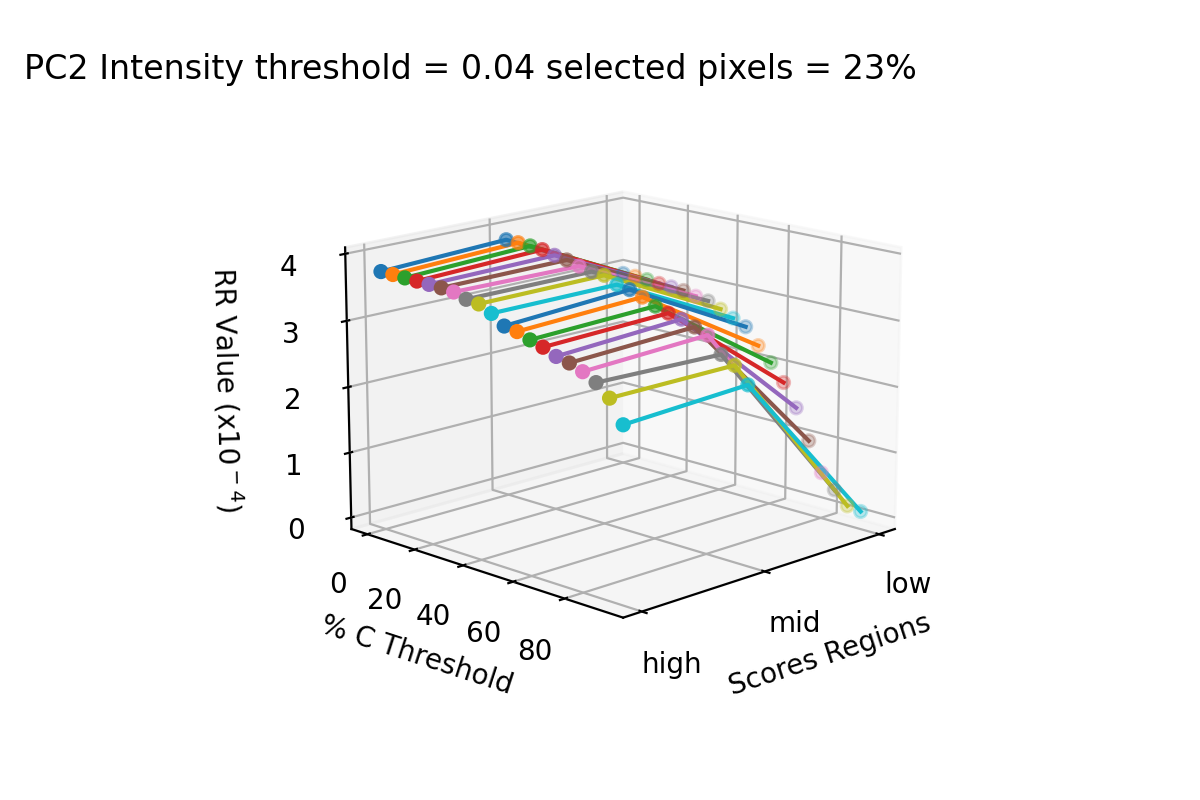 PC2 Intensity threshold = 0.04 selected pixels = 23%
4
3
2
1
0
RR Value (x10⁻⁴)
0
20
40
60
80
% C Threshold
high
mid
low
Scores Regions